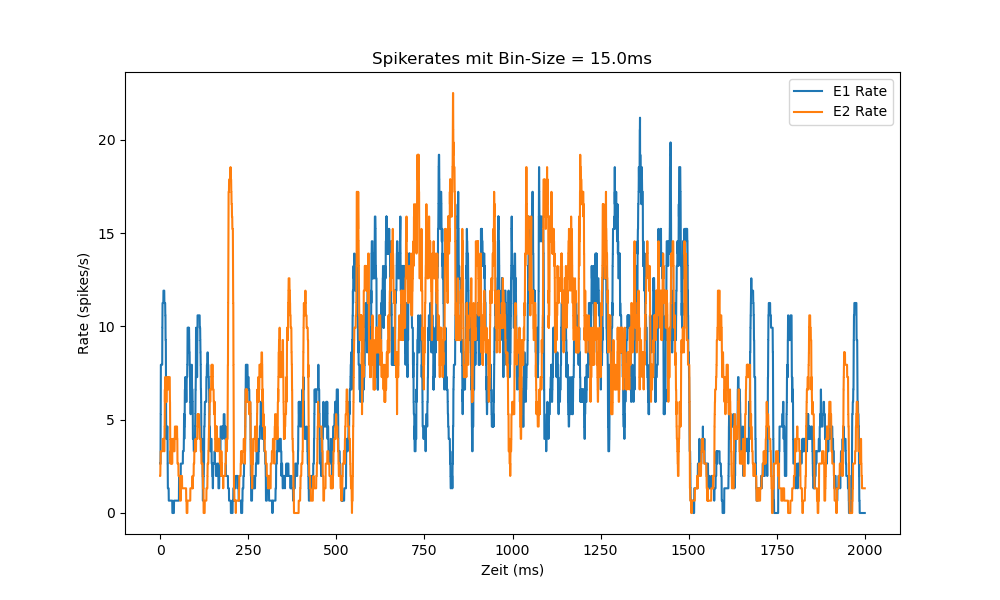 Spikerates mit Bin-Size = 15.0ms
E1 Rate
E2 Rate
Rate (spikes/s)
20
15
10
5
0
0 250 500 750 1000 1250 1500 1750 2000
Zeit (ms)